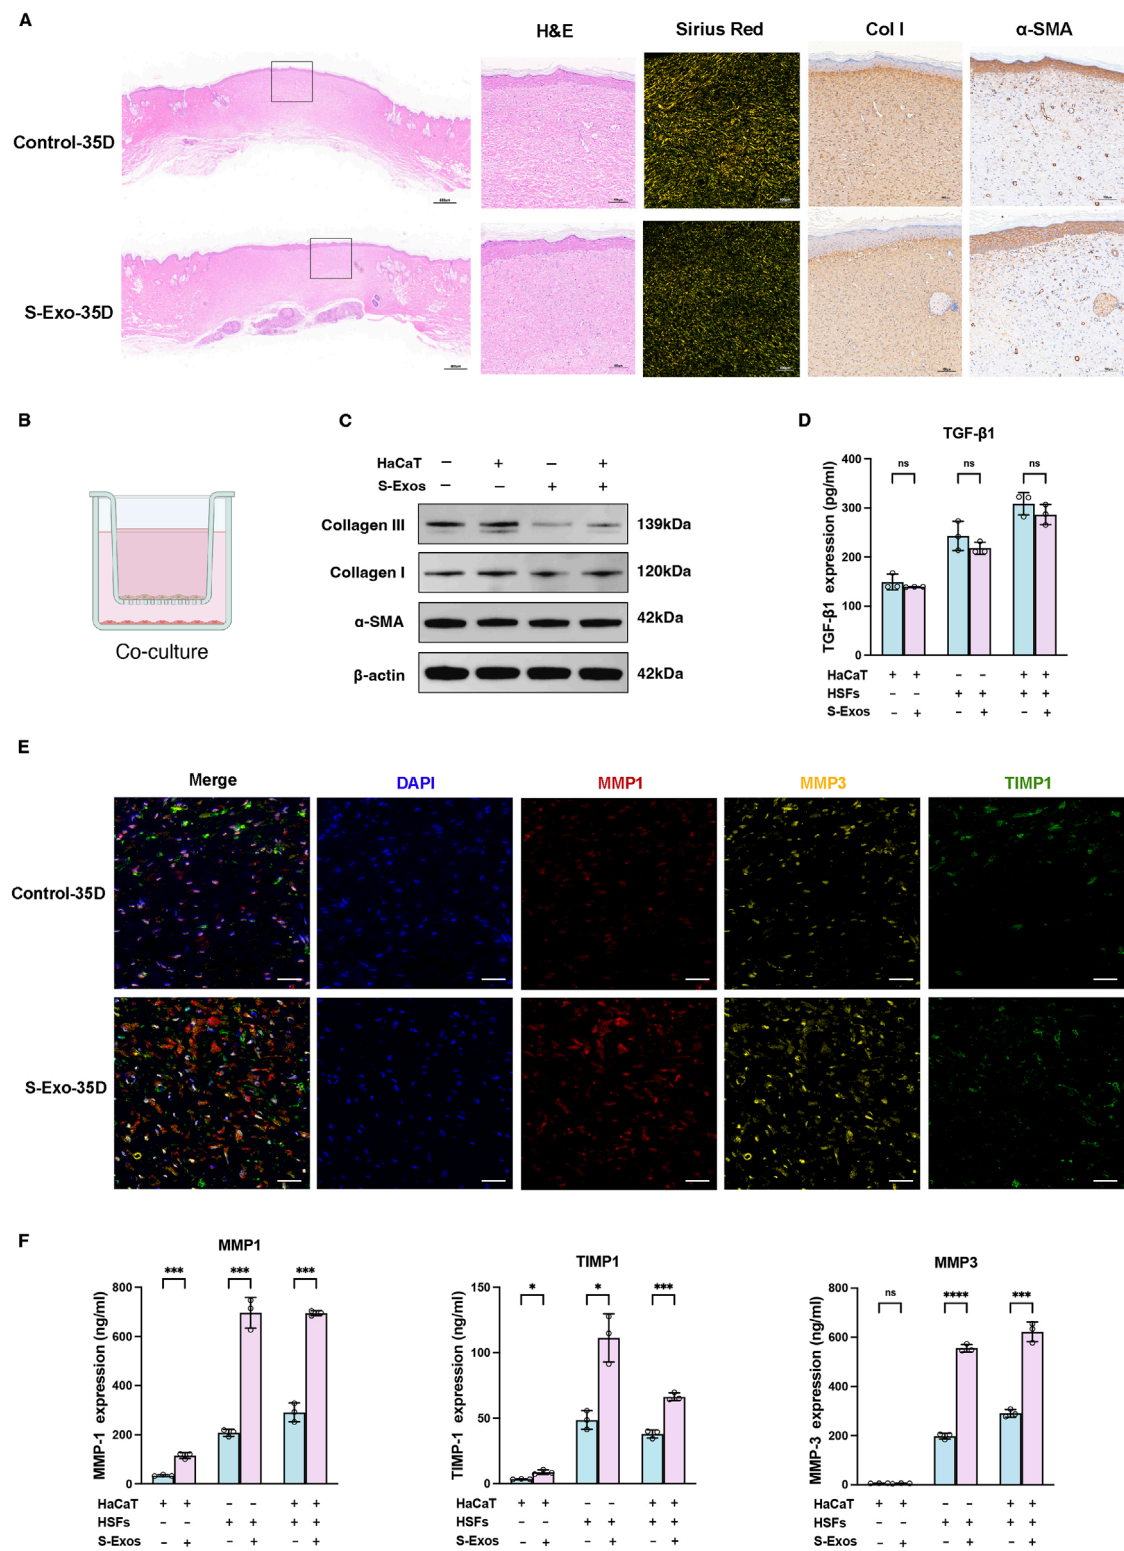 A
H&E Sirius Red Col I α-SMA
Control-35D
S-Exo-35D
B
Co-culture
C
HaCaT − + − +
S-Exos − − + +
Collagen III 139kDa
Collagen I 120kDa
α-SMA 42kDa
β-actin 42kDa
D
TGF-β1
TGF-β1 expression (pg/ml)
400
300
200
100
0
ns ns ns
HaCaT + + − − + +
HSFs − − + + + +
S-Exos − + − + − +
E
Merge DAPI MMP1 MMP3 TIMP1
Control-35D
S-Exo-35D
F
MMP1
MMP-1 expression (ng/ml)
800
600
400
200
0
*** *** ***
HaCaT + + − − + +
HSFs − − + + + +
S-Exos − + − + − +
TIMP1
TIMP-1 expression (ng/ml)
150
100
50
0
* * ***
HaCaT + + − − + +
HSFs − − + + + +
S-Exos − + − + − +
MMP3
MMP-3 expression (ng/ml)
800
600
400
200
0
ns **** ***
HaCaT + + − − + +
HSFs − − + + + +
S-Exos − + − + − +